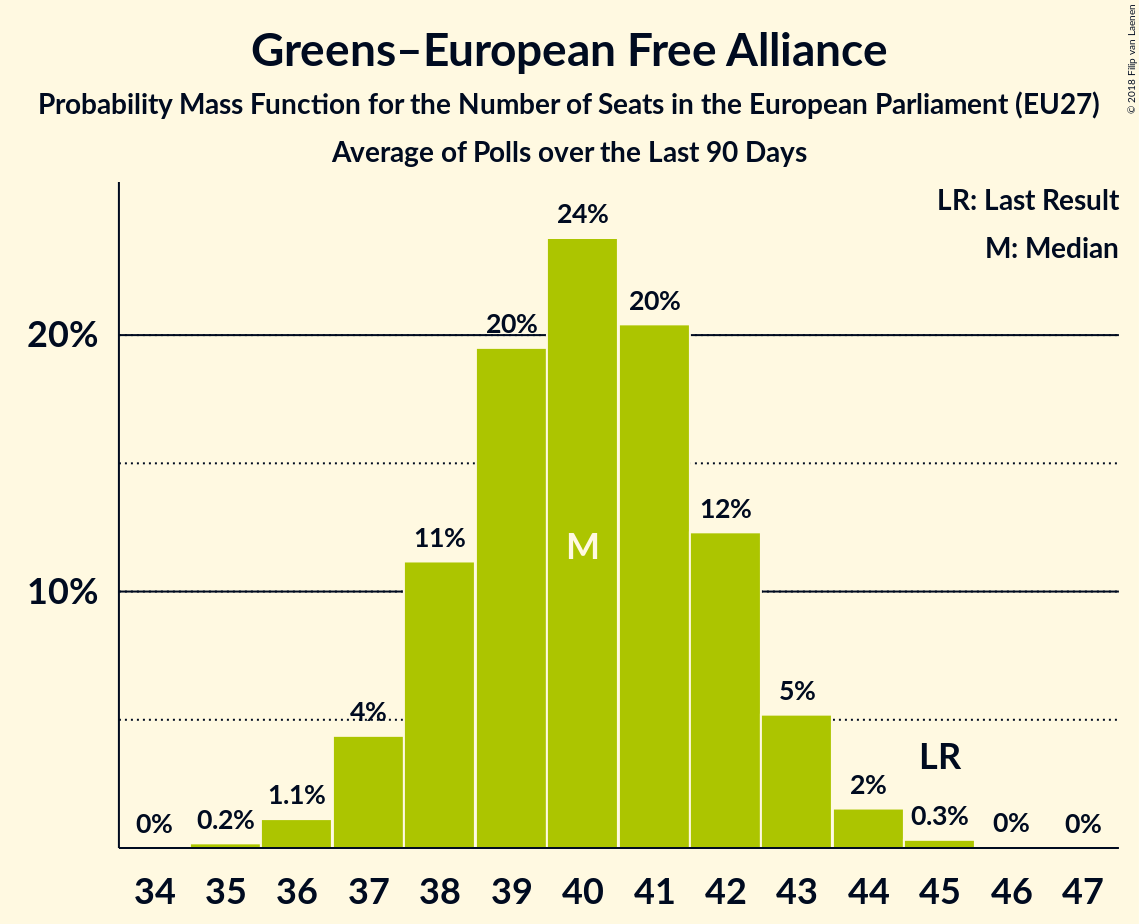 Greens–European Free Alliance
Probability Mass Function for the Number of Seats in the European Parliament (EU27)
Average of Polls over the Last 90 Days
© 2018 Filip van Laenen
LR: Last Result
M: Median
20%
10%
0%
0.2%
1.1%
4%
11%
20%
24%
20%
12%
5%
2%
0.3%
0%
0%
M
LR
34 35 36 37 38 39 40 41 42 43 44 45 46 47